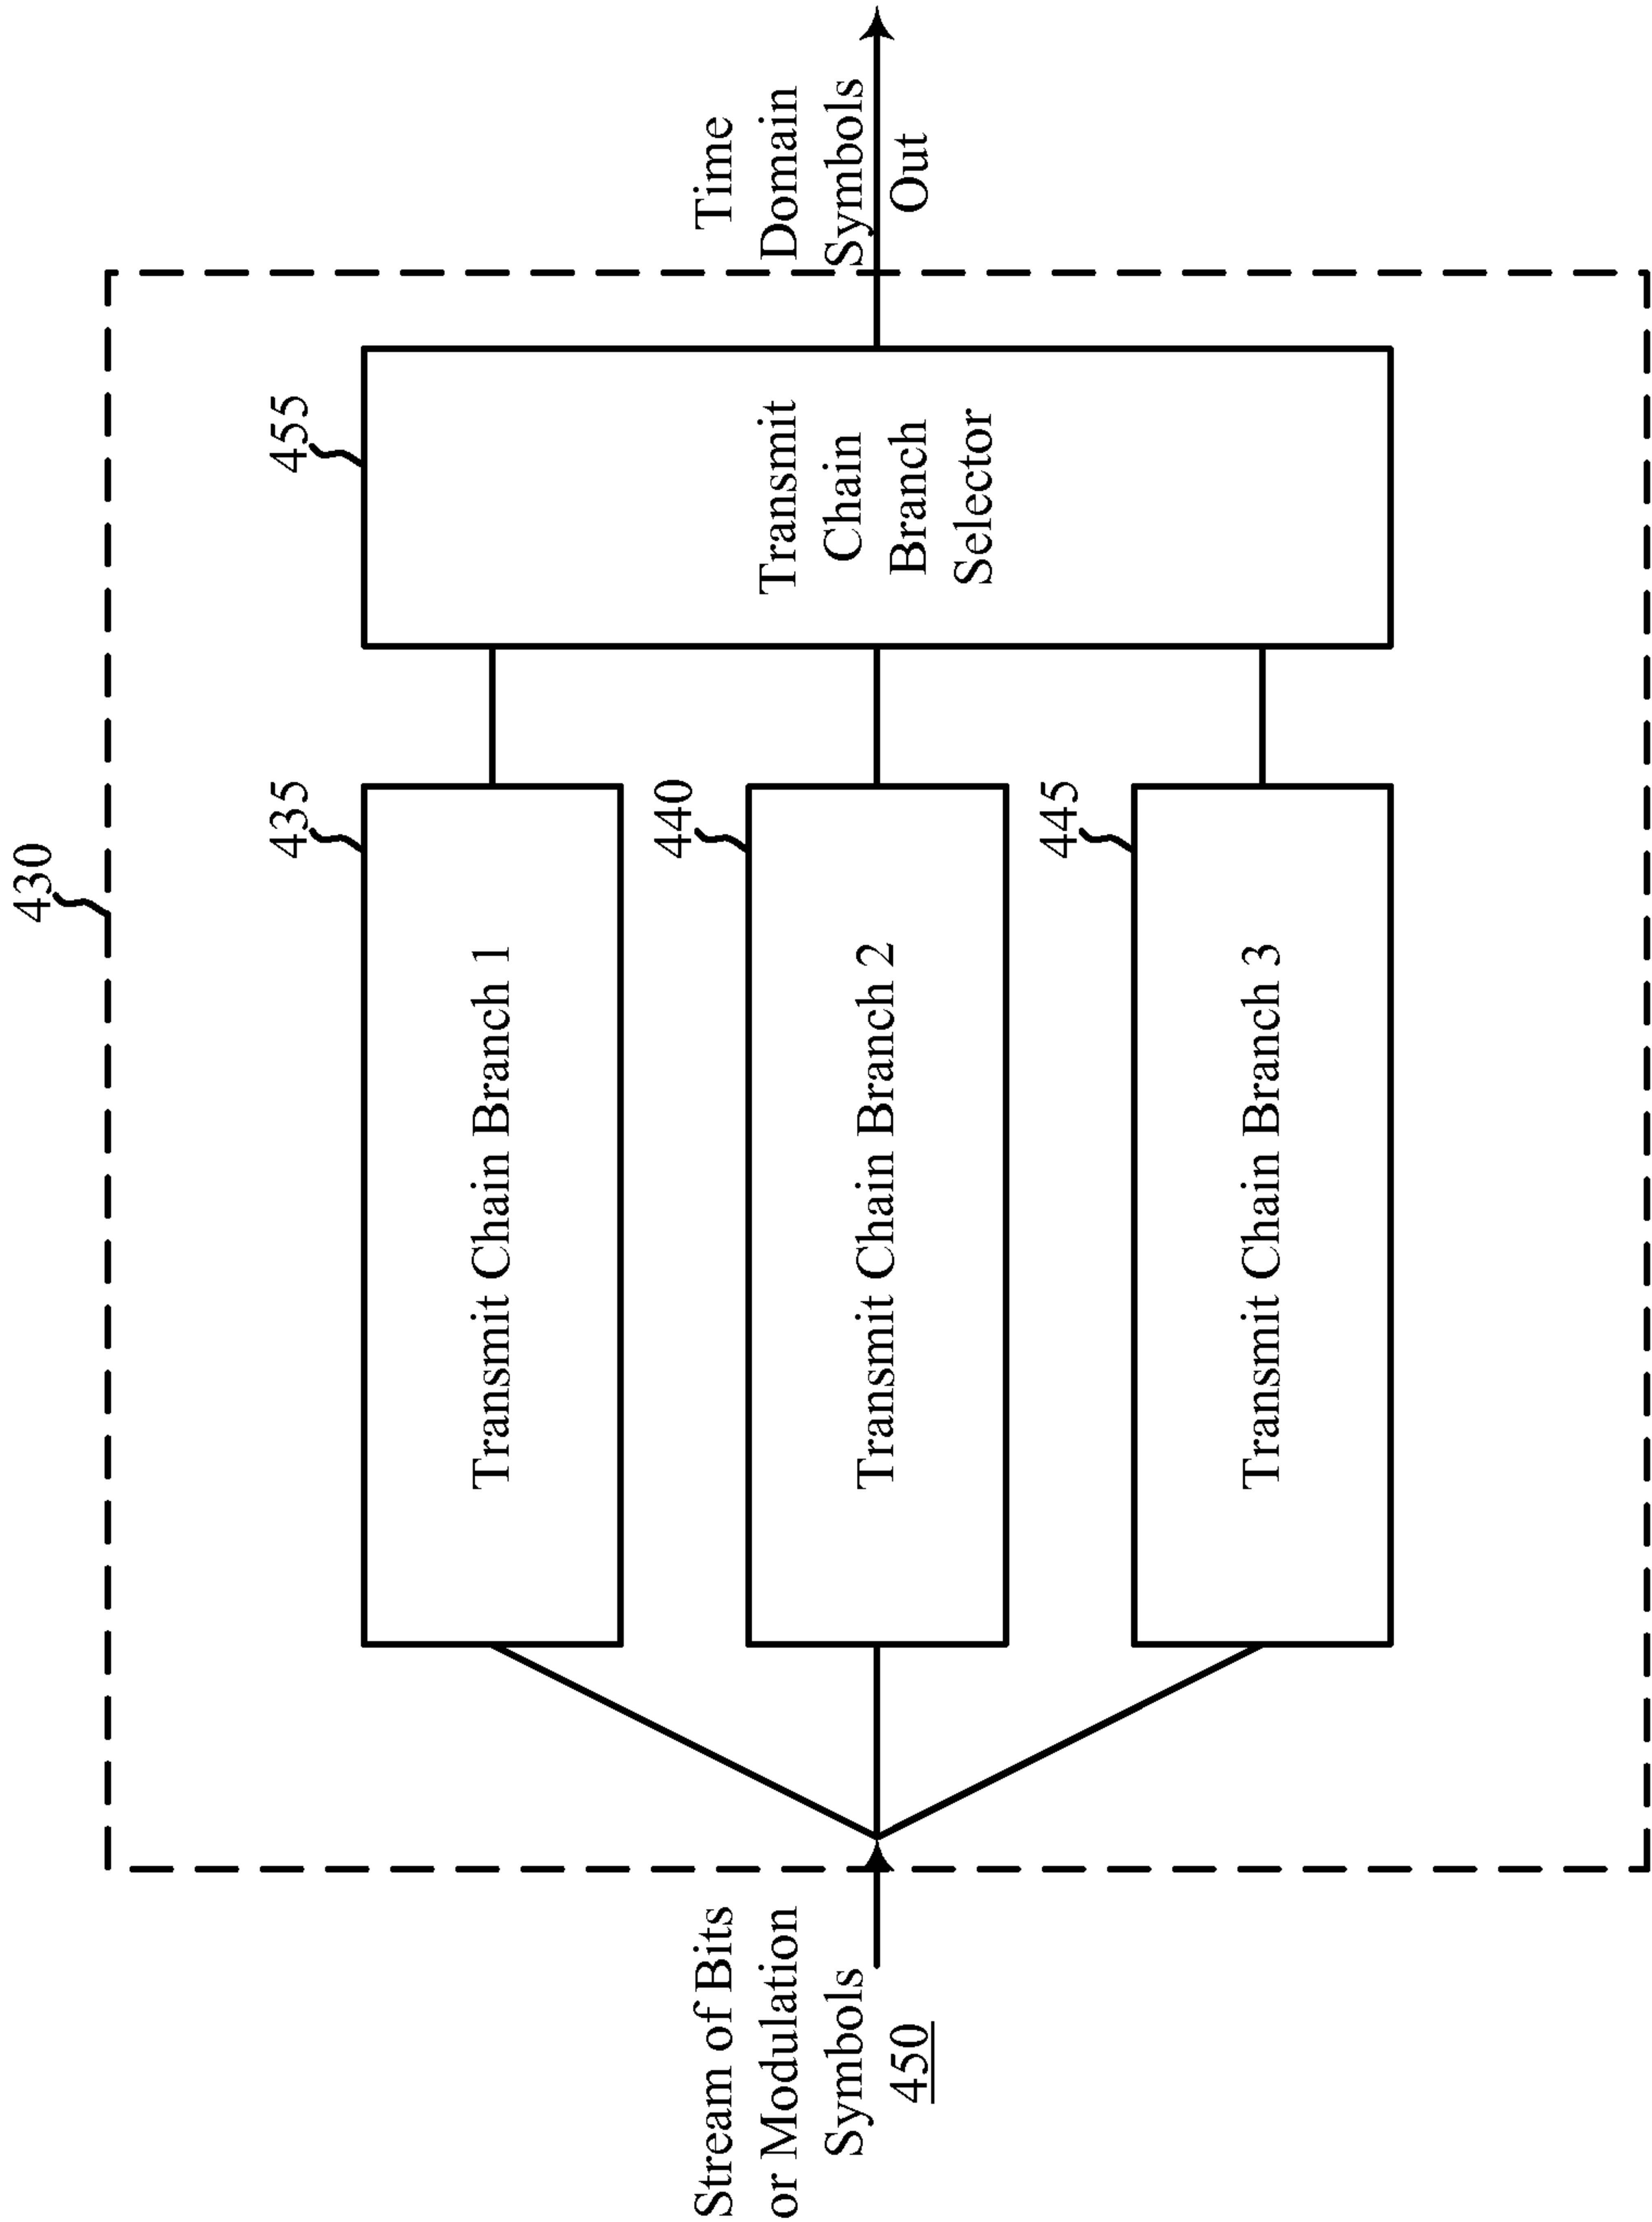 430
Stream of Bits
or Modulation
Symbols
450
435
Transmit Chain Branch 1
440
Transmit Chain Branch 2
445
Transmit Chain Branch 3
455
Transmit
Chain
Branch
Selector
Time
Domain
Symbols
Out